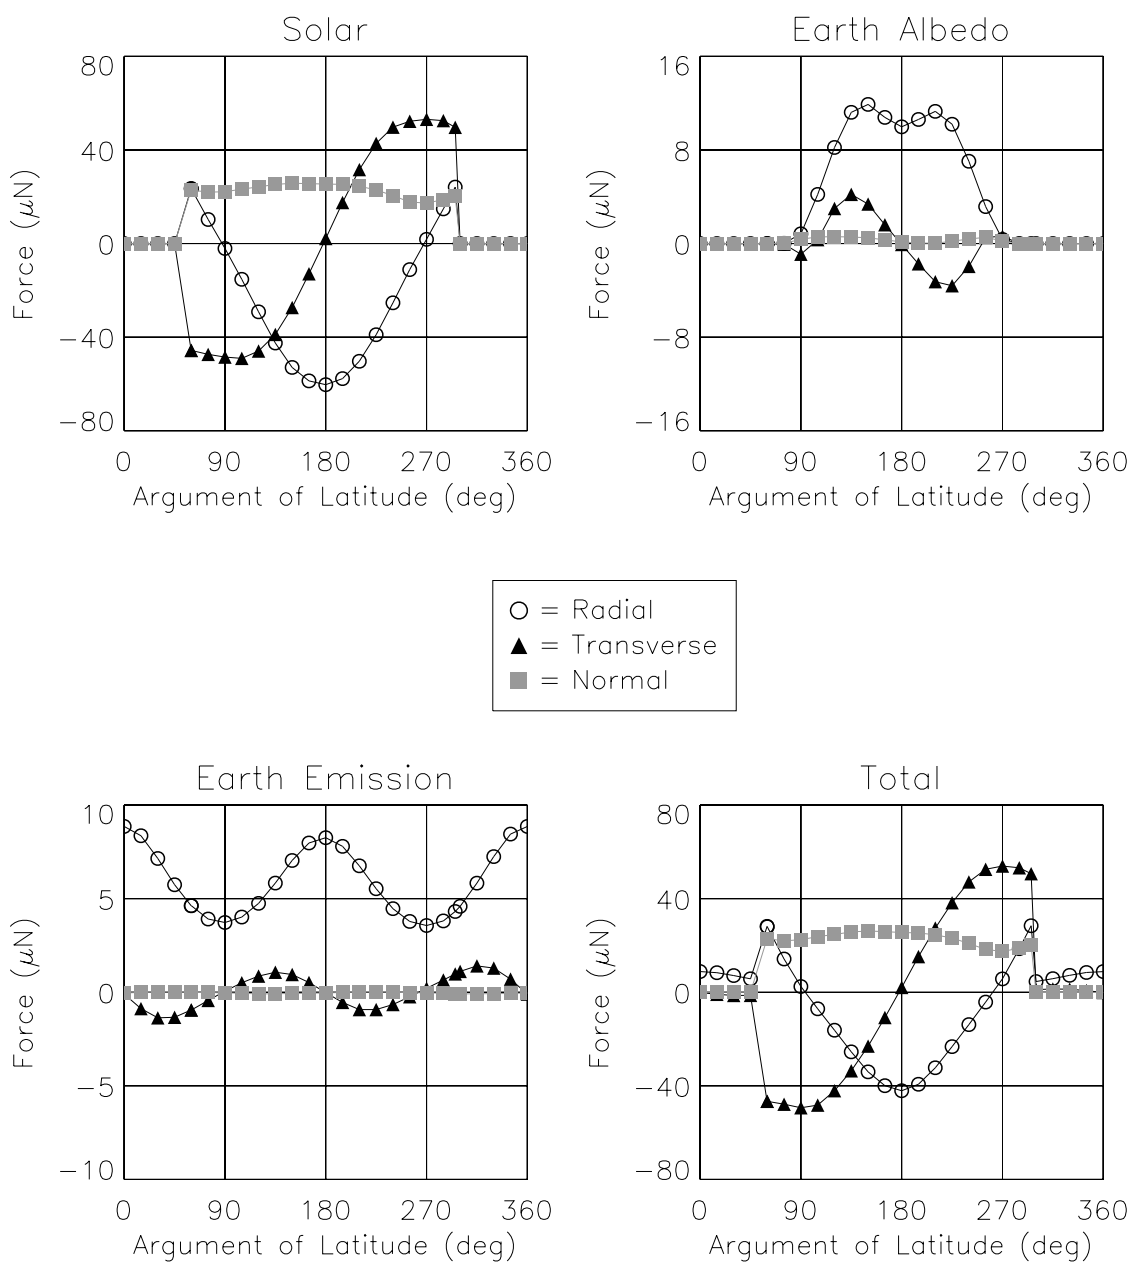 Solar
Earth Albedo
80
40
0
−40
−80
Force (μN)
0 90 180 270 360
Argument of Latitude (deg)
16
8
0
−8
−16
Force (μN)
0 90 180 270 360
Argument of Latitude (deg)
= Radial
= Transverse
= Normal
Earth Emission
Total
10
5
0
−5
−10
Force (μN)
0 90 180 270 360
Argument of Latitude (deg)
80
40
0
−40
−80
Force (μN)
0 90 180 270 360
Argument of Latitude (deg)